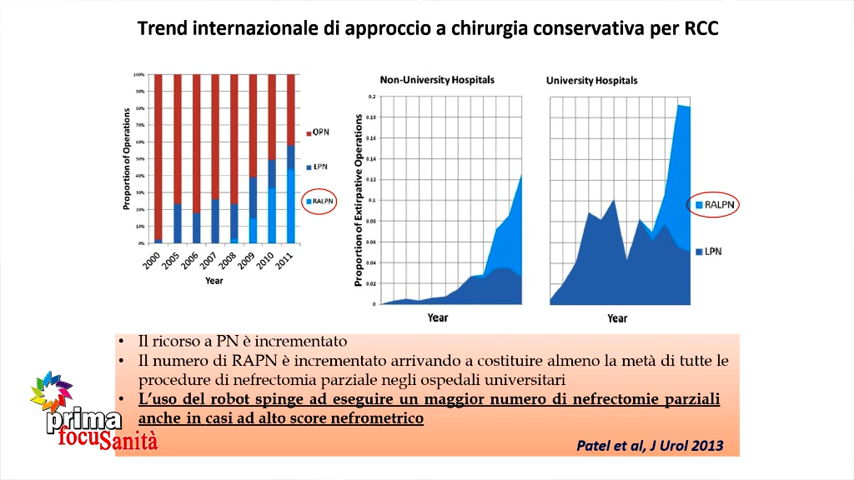 Trend internazionale di approccio a chirurgia conservativa per RCC
Proportion of Operations
100%
90%
80%
70%
60%
50%
40%
30%
20%
10%
0%
2000 2005 2006 2007 2008 2009 2010 2011
Year
OPN
LPN
RALPN
Non-University Hospitals
University Hospitals
Proportion of Extirpative Operations
0.2
0.18
0.16
0.14
0.12
0.1
0.08
0.06
0.04
0.02
0
Year
Year
RALPN
LPN
• Il ricorso a PN è incrementato
• Il numero di RAPN è incrementato arrivando a costituire almeno la metà di tutte le
procedure di nefrectomia parziale negli ospedali universitari
• L'uso del robot spinge ad eseguire un maggior numero di nefrectomie parziali
anche in casi ad alto score nefrometrico
Patel et al, J Urol 2013
prima
focuSanità